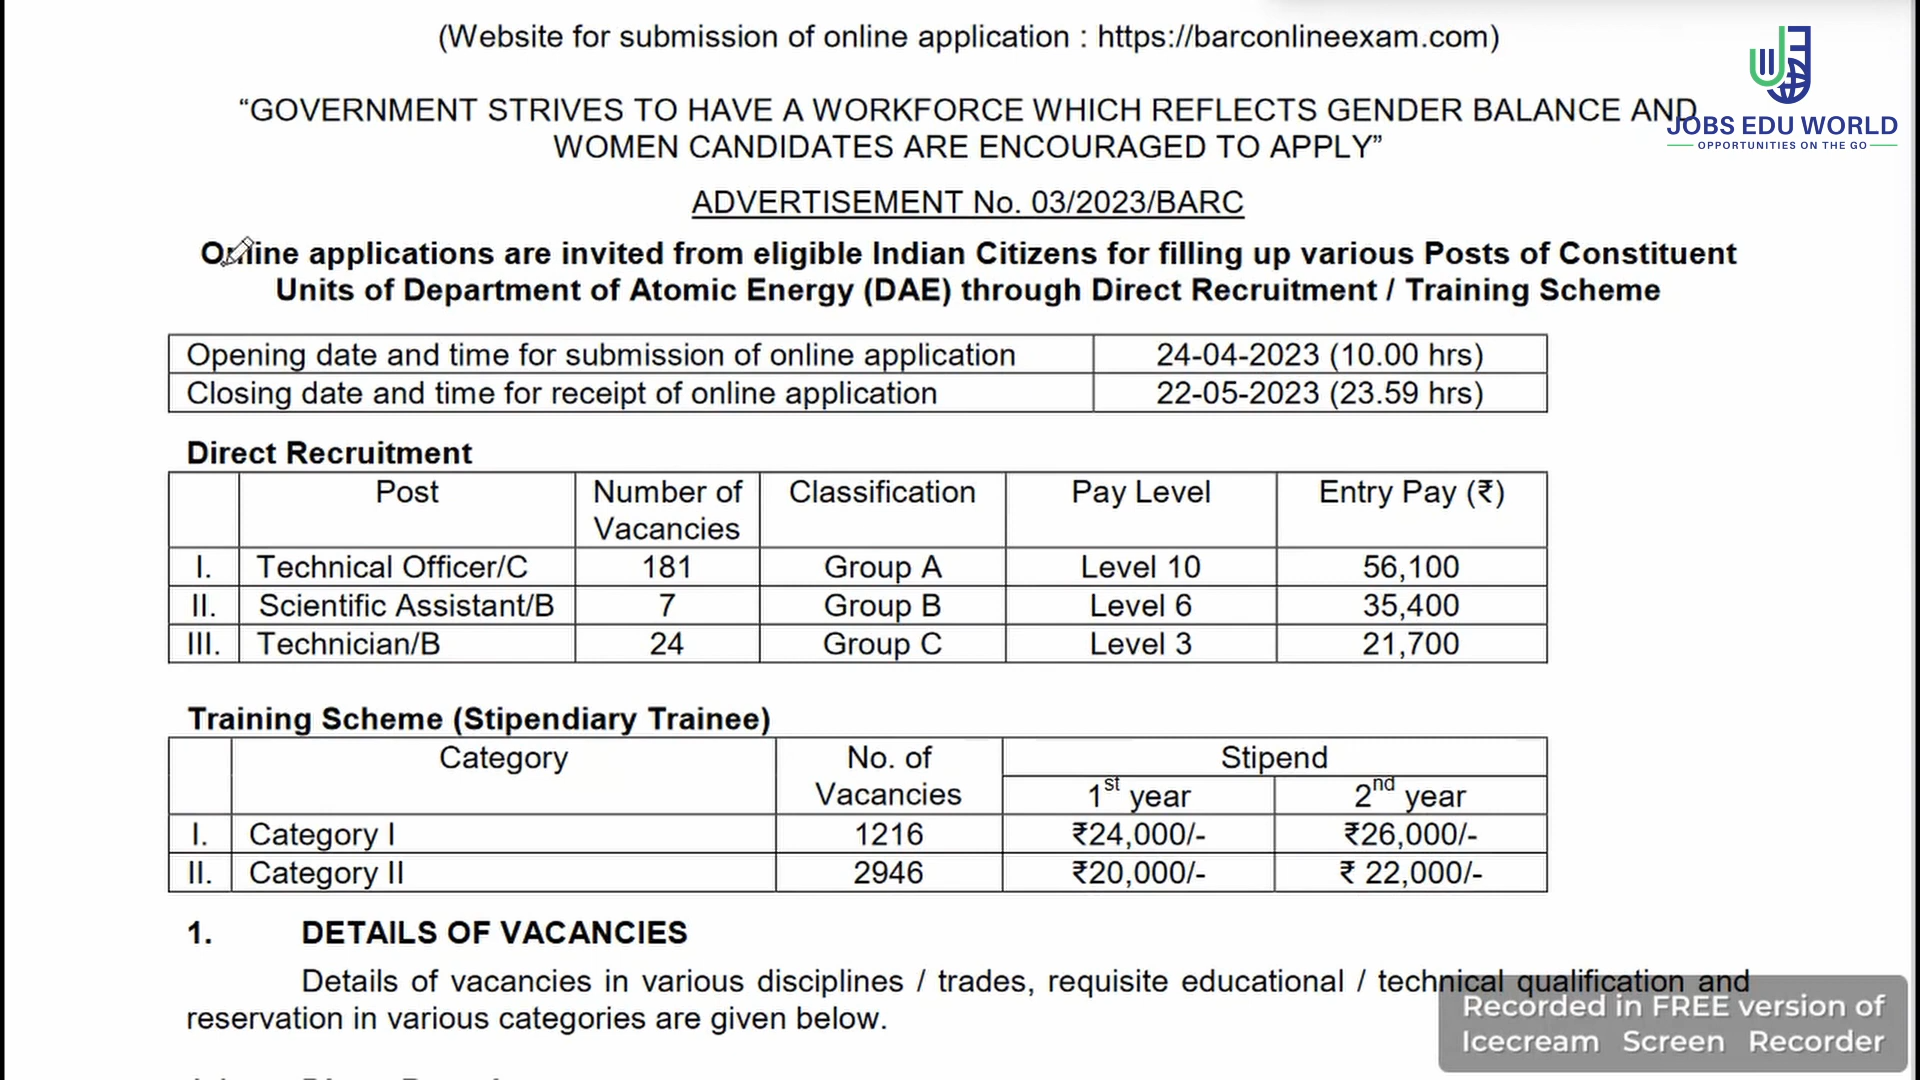 (Website for submission of online application : https://barconlineexam.com)
“GOVERNMENT STRIVES TO HAVE A WORKFORCE WHICH REFLECTS GENDER BALANCE AND
WOMEN CANDIDATES ARE ENCOURAGED TO APPLY”
JOBS EDU WORLD
OPPORTUNITIES ON THE GO
ADVERTISEMENT No. 03/2023/BARC
Online applications are invited from eligible Indian Citizens for filling up various Posts of Constituent
Units of Department of Atomic Energy (DAE) through Direct Recruitment / Training Scheme
Opening date and time for submission of online application 24-04-2023 (10.00 hrs)
Closing date and time for receipt of online application 22-05-2023 (23.59 hrs)
Direct Recruitment
Post Number of Classification Pay Level Entry Pay (₹)
Vacancies
I. Technical Officer/C 181 Group A Level 10 56,100
II. Scientific Assistant/B 7 Group B Level 6 35,400
III. Technician/B 24 Group C Level 3 21,700
Training Scheme (Stipendiary Trainee)
Category No. of Stipend
Vacancies 1st year 2nd year
I. Category I 1216 ₹24,000/- ₹26,000/-
II. Category II 2946 ₹20,000/- ₹ 22,000/-
1. DETAILS OF VACANCIES
Details of vacancies in various disciplines / trades, requisite educational / technical qualification and
reservation in various categories are given below.
Recorded in FREE version of
Icecream Screen Recorder